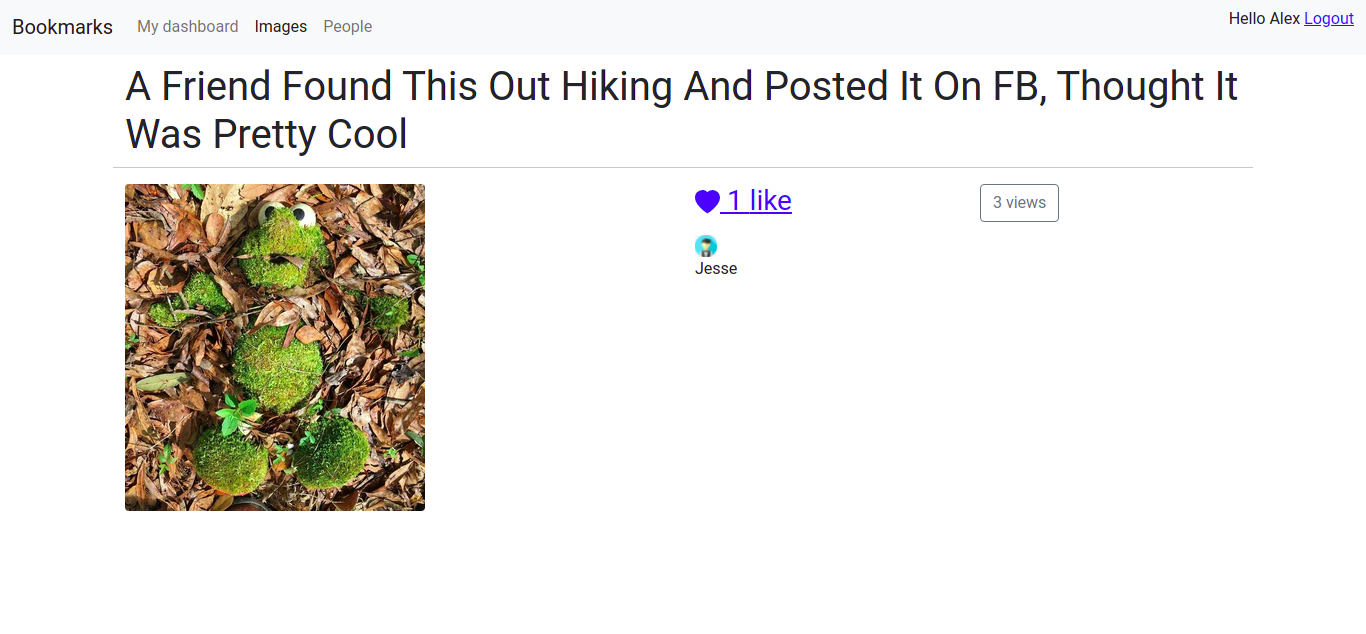 Bookmarks My dashboard Images People Hello Alex Logout
A Friend Found This Out Hiking And Posted It On FB, Thought It
Was Pretty Cool
1 like 3 views
Jesse